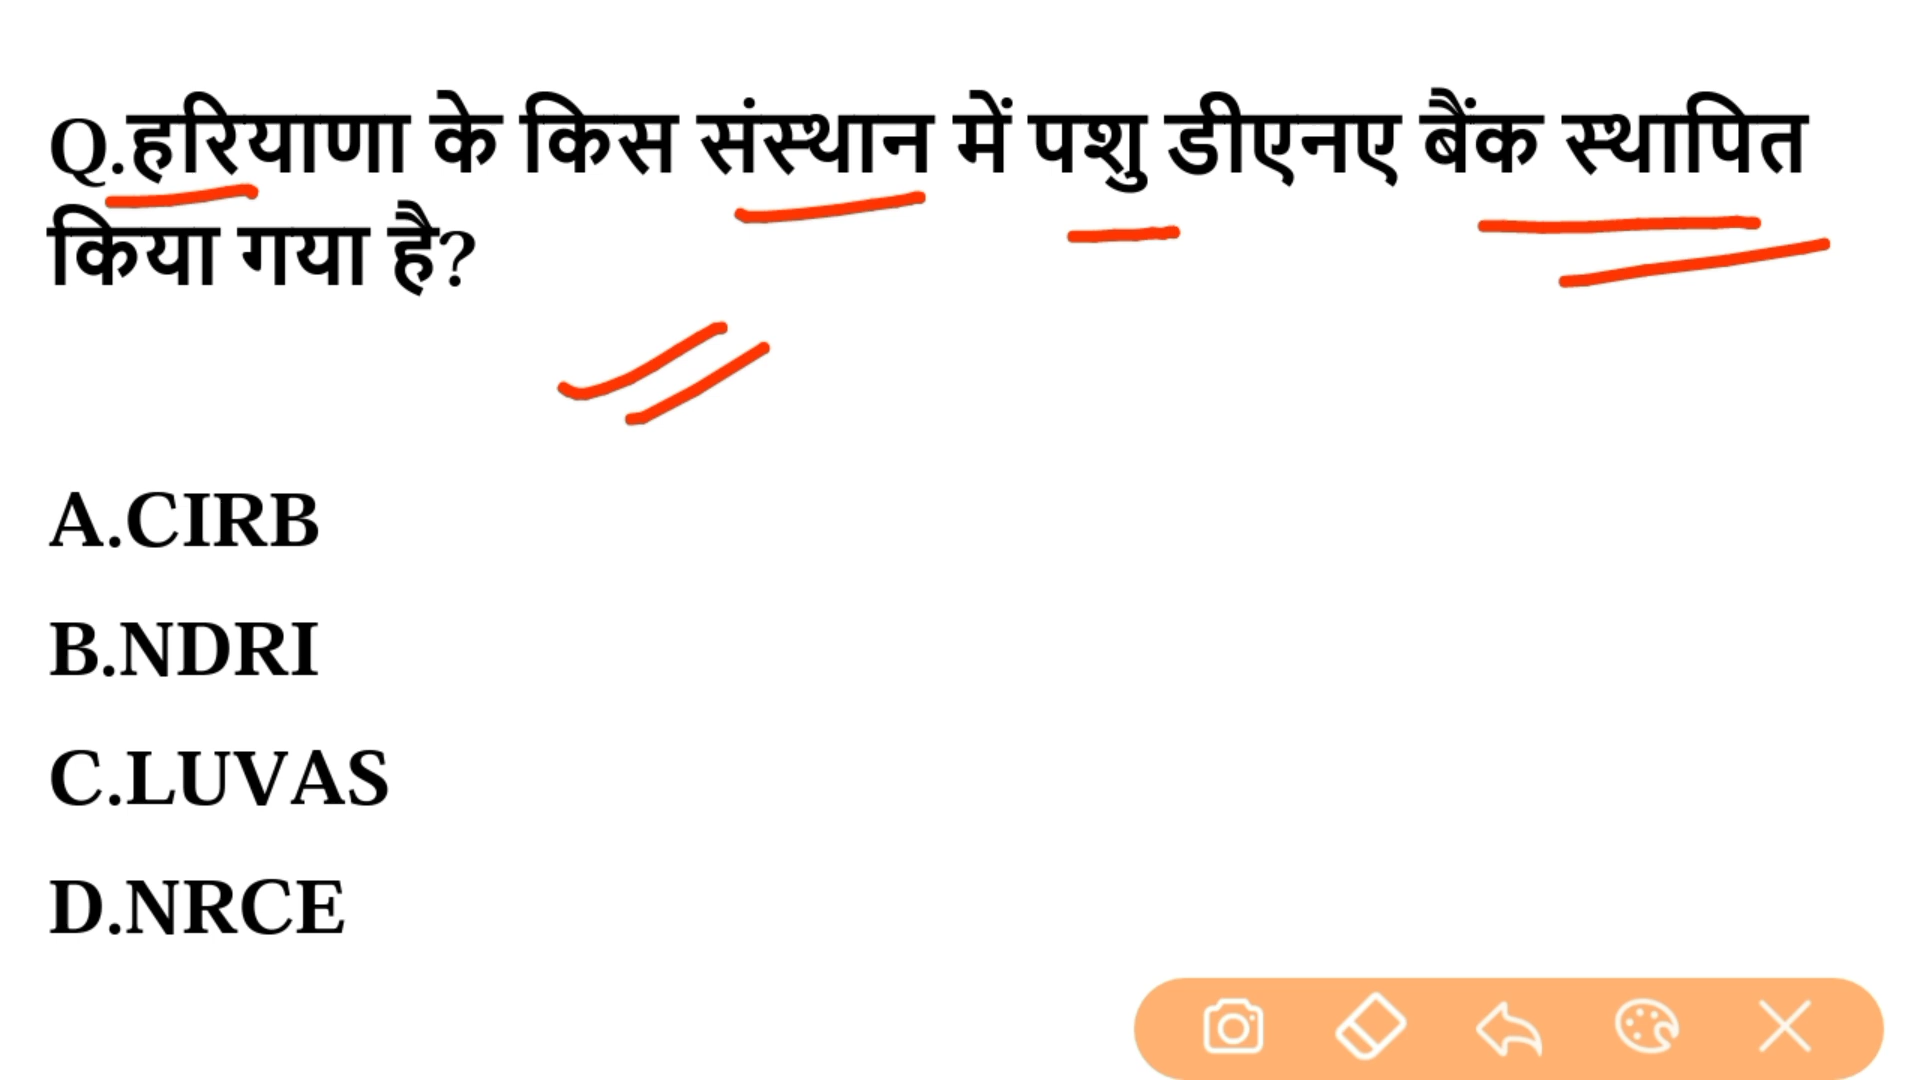 Q.हरियाणा के किस संस्थान में पशु डीएनए बैंक स्थापित
किया गया है?
A.CIRB
B.NDRI
C.LUVAS
D.NRCE